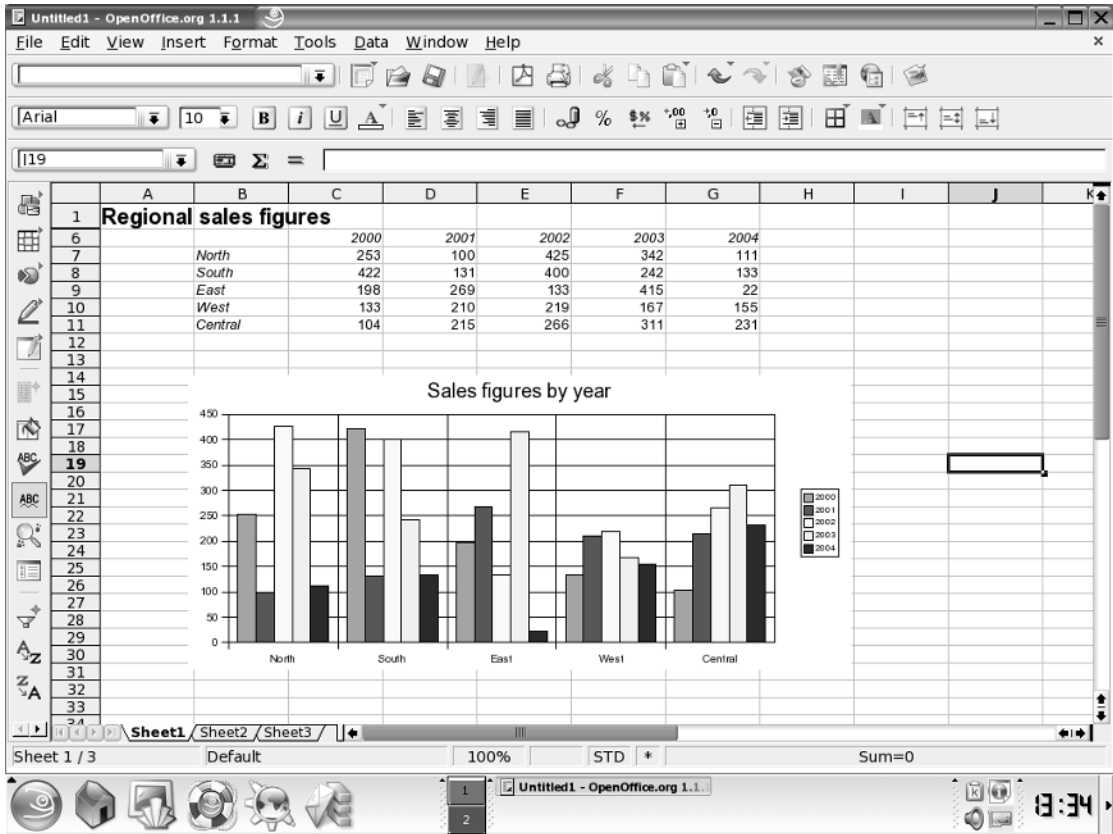 Untitled1 - OpenOffice.org 1.1.1
File Edit View Insert Format Tools Data Window Help
Arial 10 B i U A % $% +,00 ,0
I19 Σ =
A B C D E F G H I J K
1 Regional sales figures
6 2000 2001 2002 2003 2004
7 North 253 100 425 342 111
8 South 422 131 400 242 133
9 East 198 269 133 415 22
10 West 133 210 219 167 155
11 Central 104 215 266 311 231
12
13
14
15
16
17
18
19
20
21
22
23
24
25
26
27
28
29
30
31
32
33
34
Sales figures by year
450
400
350
300
250
200
150
100
50
0
North South East West Central
2000
2001
2002
2003
2004
ABC
ABC
A Z
Z A
Sheet1 Sheet2 Sheet3
Sheet 1 / 3 Default 100% STD * Sum=0
1 Untitled1 - OpenOffice.org 1.1.
2
13:34